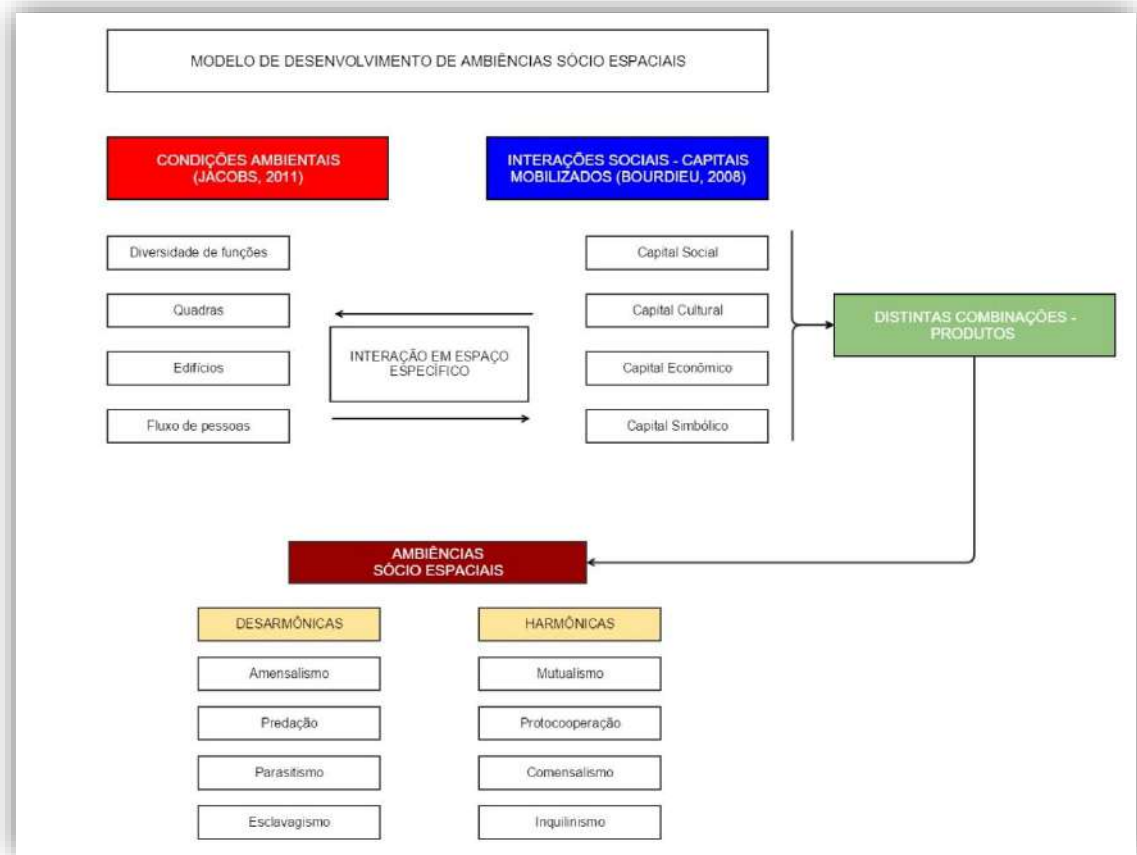 MODELO DE DESENVOLVIMENTO DE AMBIÊNCIAS SÓCIO ESPACIAIS
CONDIÇÕES AMBIENTAIS
(JACOBS, 2011)
INTERAÇÕES SOCIAIS - CAPITAIS
MOBILIZADOS (BOURDIEU, 2008)
Diversidade de funções
Quadras
Edifícios
Fluxo de pessoas
INTERAÇÃO EM ESPAÇO
ESPECÍFICO
Capital Social
Capital Cultural
Capital Econômico
Capital Simbólico
DISTINTAS COMBINAÇÕES -
PRODUTOS
AMBIÊNCIAS
SÓCIO ESPACIAIS
DESARMÔNICAS
Amensalismo
Predação
Parasitismo
Esclavagismo
HARMÔNICAS
Mutualismo
Protocooperação
Comensalismo
Inquilinismo